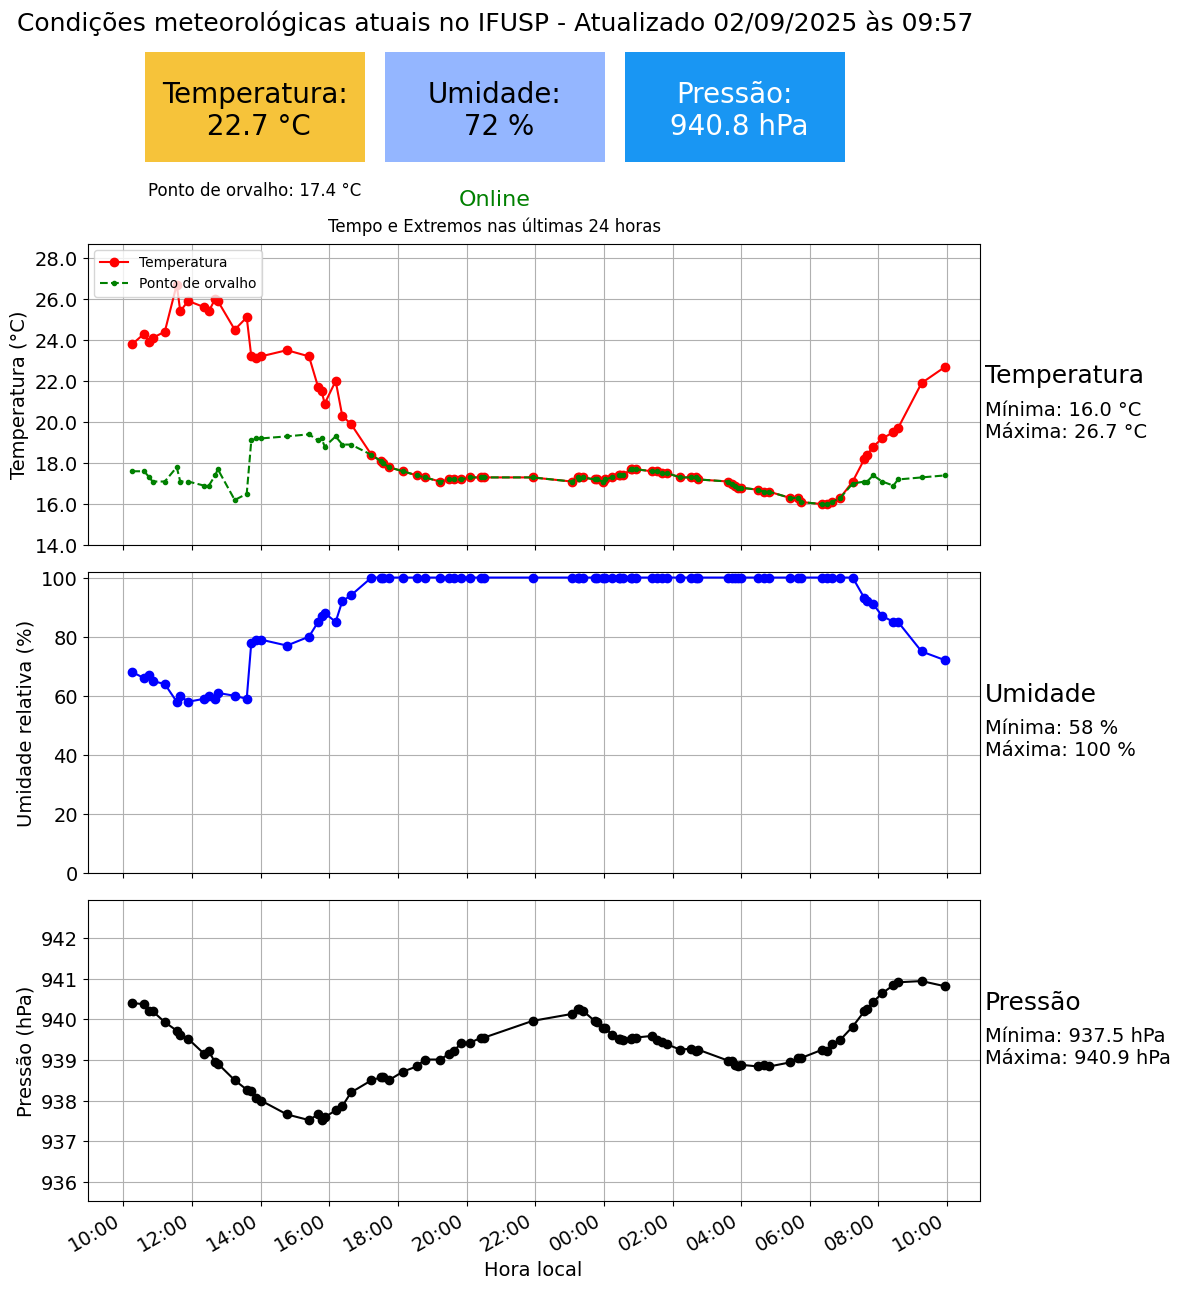 Condições meteorológicas atuais no IFUSP - Atualizado 02/09/2025 às 09:57
Temperatura:
22.7 °C
Umidade:
72 %
Pressão:
940.8 hPa
Ponto de orvalho: 17.4 °C
Online
Tempo e Extremos nas últimas 24 horas
Temperatura (°C)
28.0
26.0
24.0
22.0
20.0
18.0
16.0
14.0
Temperatura
Ponto de orvalho
Temperatura
Mínima: 16.0 °C
Máxima: 26.7 °C
Umidade relativa (%)
100
80
60
40
20
0
Umidade
Mínima: 58 %
Máxima: 100 %
Pressão (hPa)
942
941
940
939
938
937
936
Pressão
Mínima: 937.5 hPa
Máxima: 940.9 hPa
10:00
12:00
14:00
16:00
18:00
20:00
22:00
00:00
02:00
04:00
06:00
08:00
10:00
Hora local